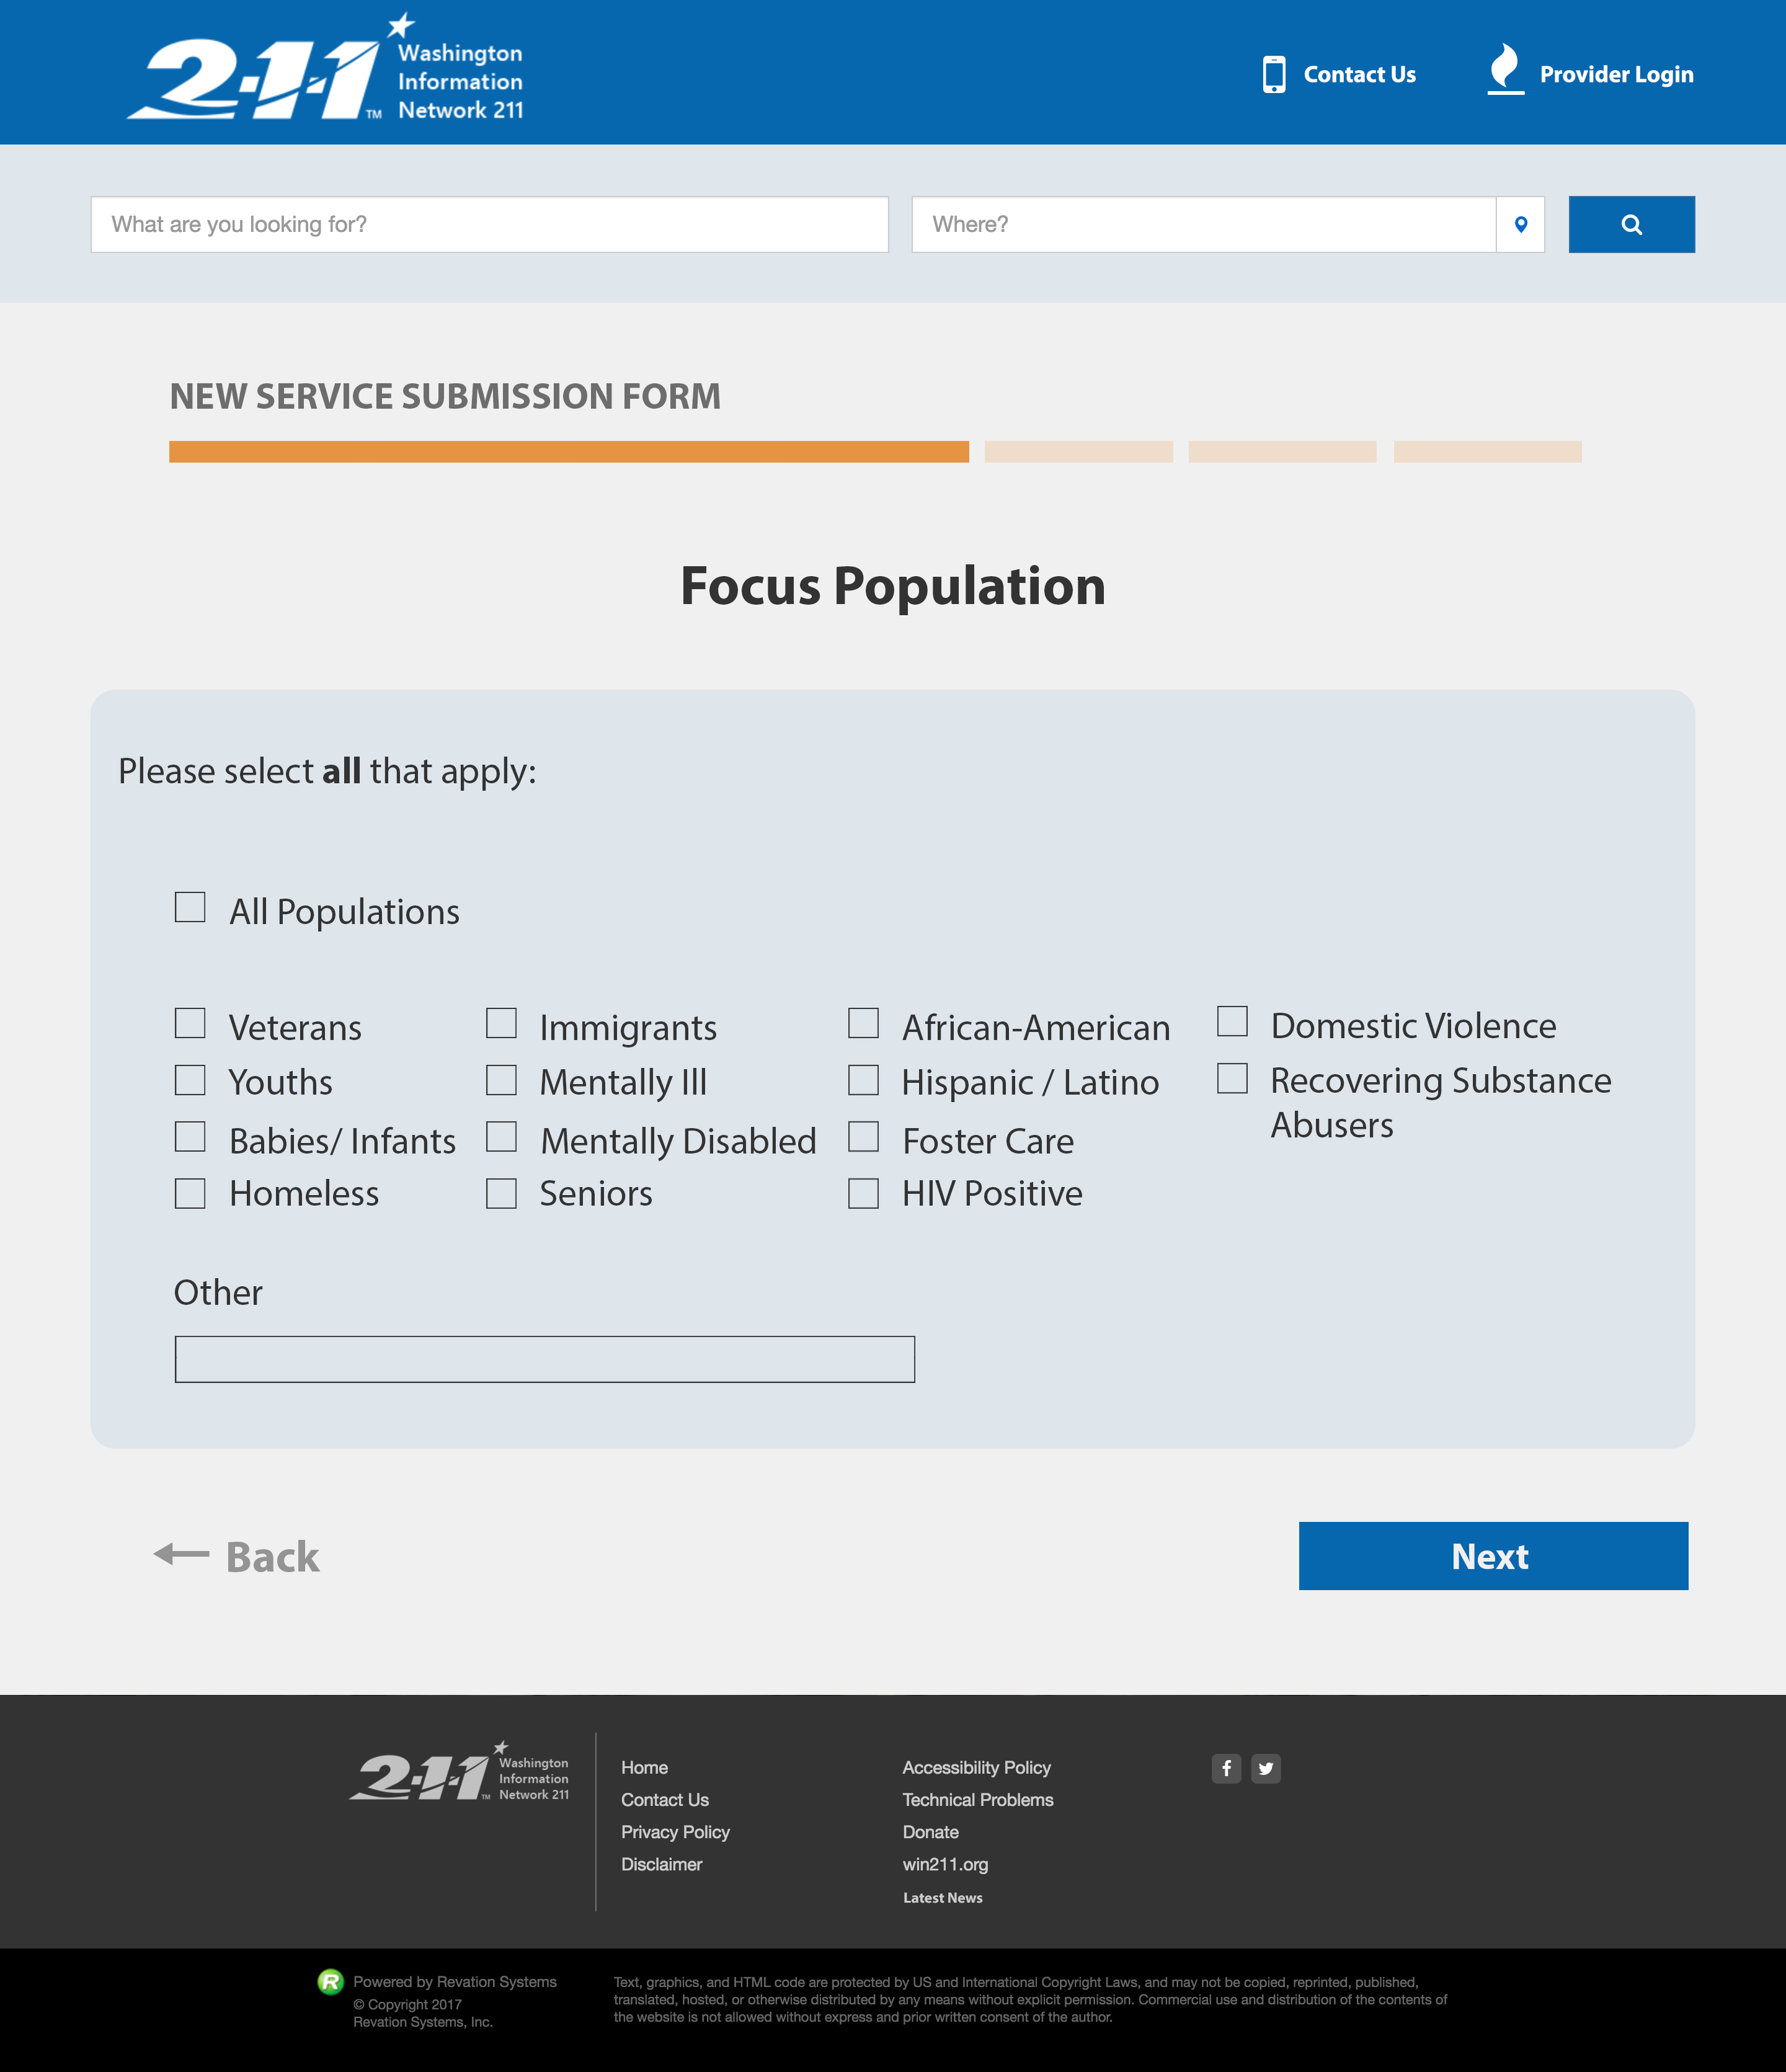 2-1-1 ™
Washington
Information
Network 211
Contact Us
Provider Login
What are you looking for?
Where?
NEW SERVICE SUBMISSION FORM
Focus Population
Please select all that apply:
All Populations
Veterans
Youths
Babies/ Infants
Homeless
Immigrants
Mentally Ill
Mentally Disabled
Seniors
African-American
Hispanic / Latino
Foster Care
HIV Positive
Domestic Violence
Recovering Substance
Abusers
Other
Back
Next
2-1-1 ™
Washington
Information
Network 211
Home
Contact Us
Privacy Policy
Disclaimer
Accessibility Policy
Technical Problems
Donate
win211.org
Latest News
f
R
Powered by Revation Systems
© Copyright 2017
Revation Systems, Inc.
Text, graphics, and HTML code are protected by US and International Copyright Laws, and may not be copied, reprinted, published,
translated, hosted, or otherwise distributed by any means without explicit permission. Commercial use and distribution of the contents of
the website is not allowed without express and prior written consent of the author.